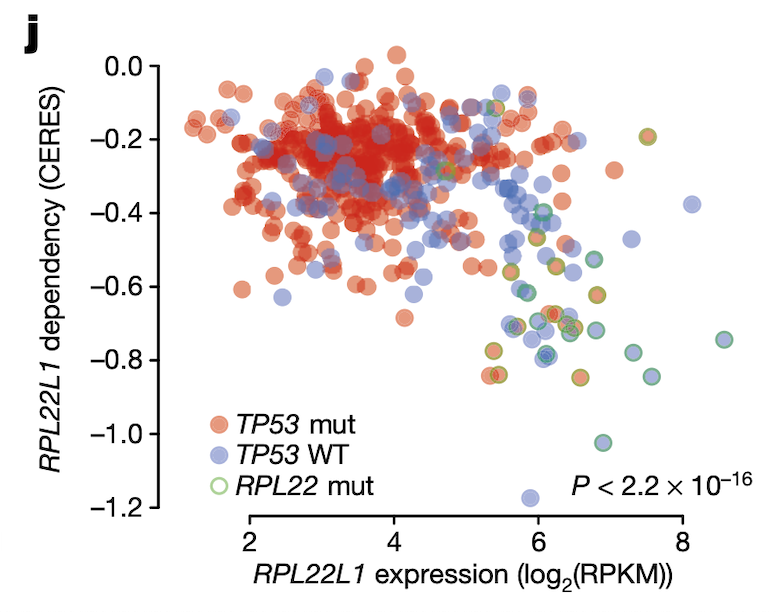 j
0.0
−0.2
−0.4
−0.6
−0.8
−1.0
−1.2
RPL22L1 dependency (CERES)
TP53 mut
TP53 WT
RPL22 mut
P < 2.2 × 10⁻¹⁶
2 4 6 8
RPL22L1 expression (log₂(RPKM))